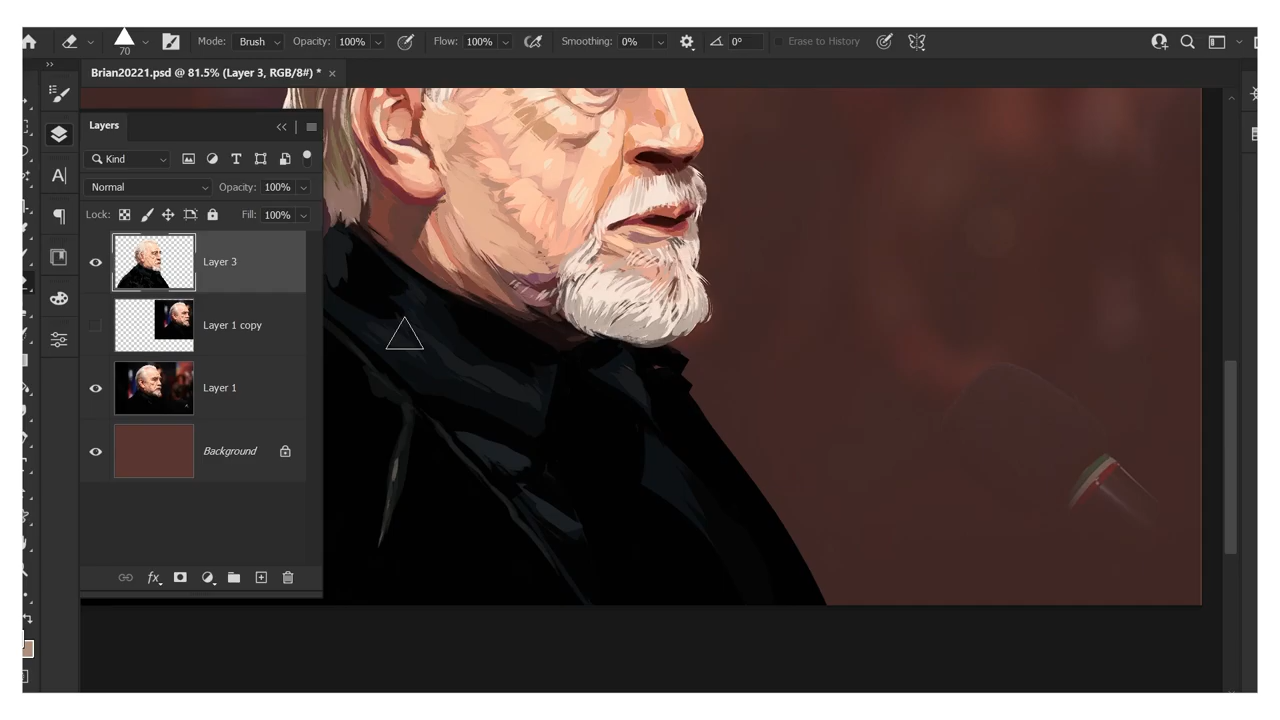 Mode: Brush Opacity: 100% Flow: 100% Smoothing: 0% 0° Erase to History
70
Brian20221.psd @ 81.5% (Layer 3, RGB/8#) * ×
Layers
Kind
Normal Opacity: 100%
Lock: Fill: 100%
Layer 3
Layer 1 copy
Layer 1
Background
fx